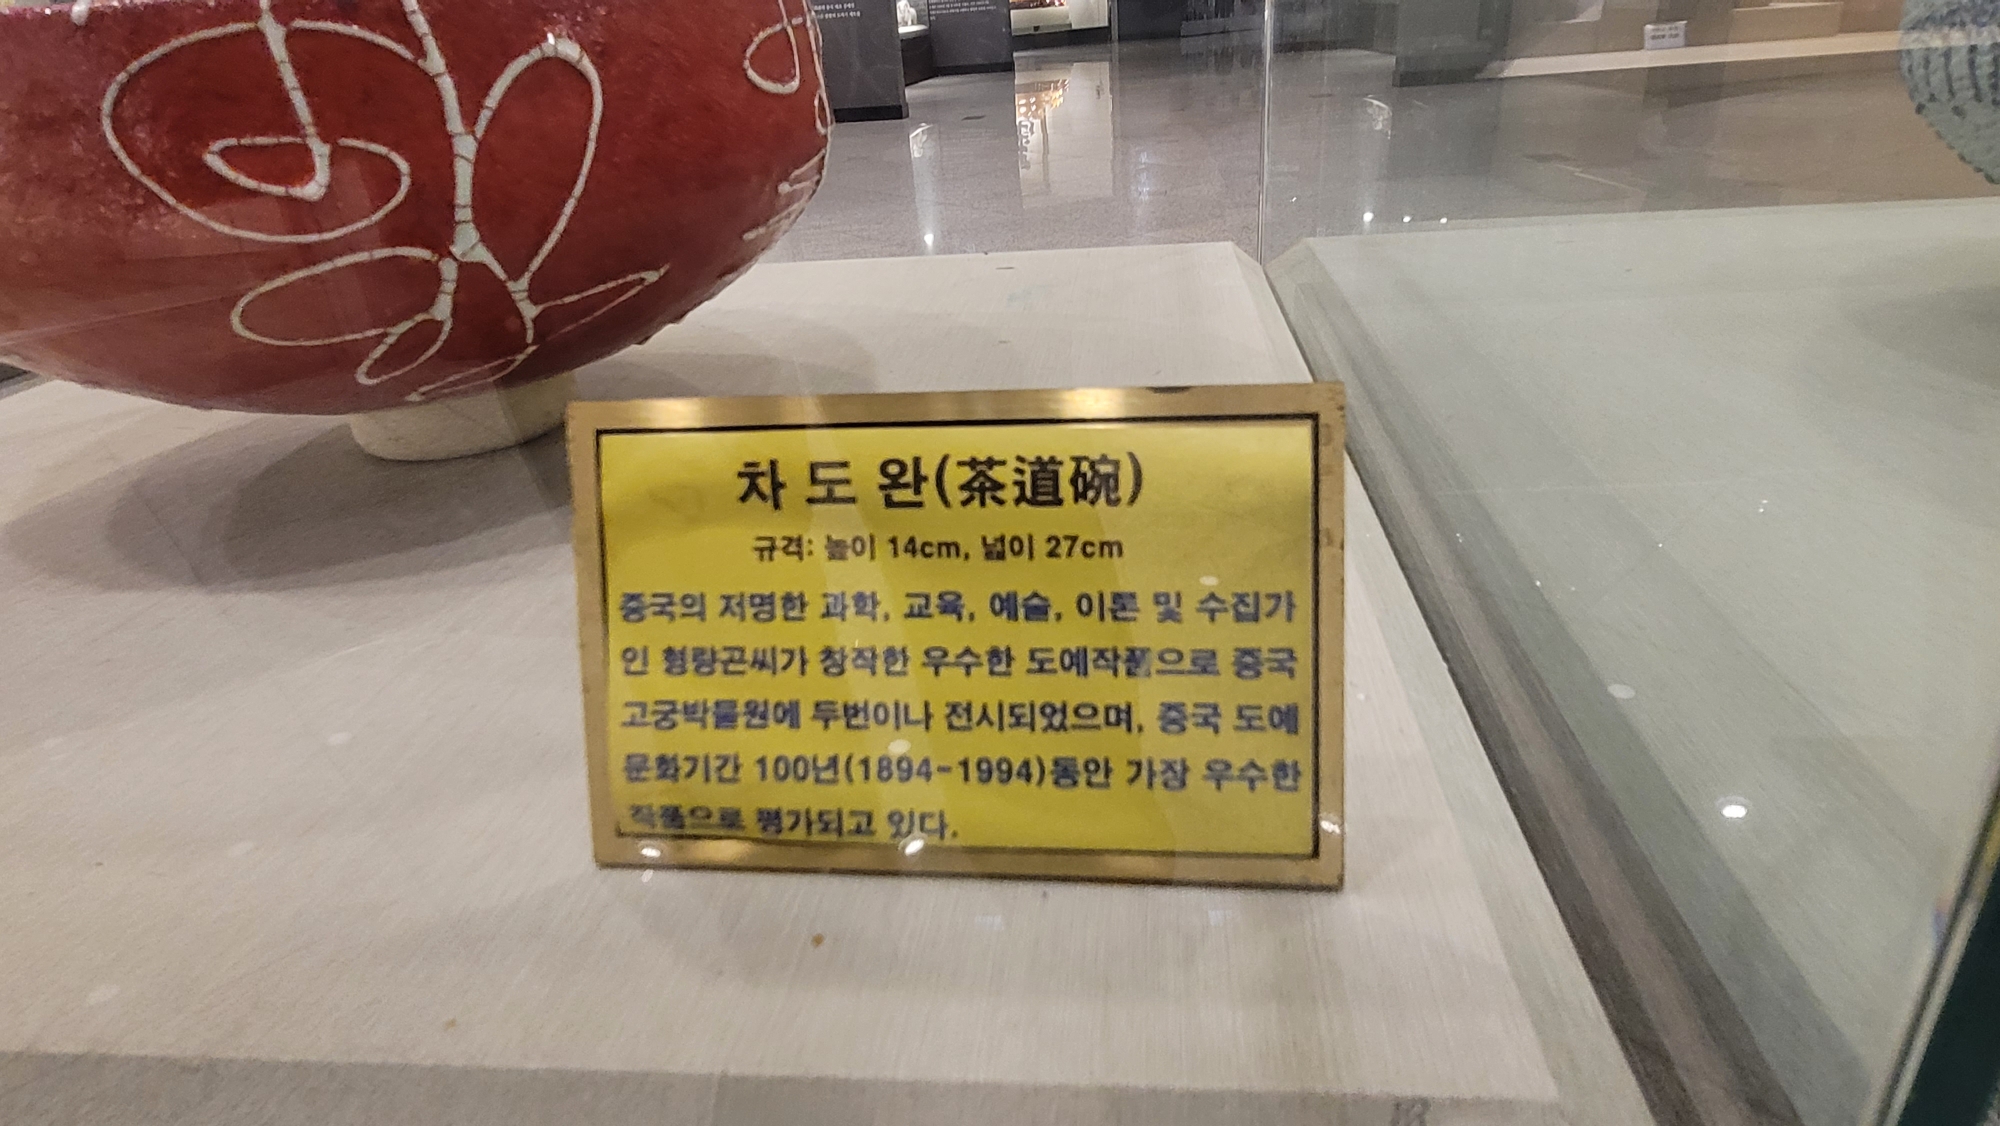 차 도 완(茶道碗)
규격: 높이 14cm, 넓이 27cm
중국의 저명한 과학, 교육, 예술, 이론 및 수집가
인 형량곤씨가 창작한 우수한 도예작품으로 중국
고궁박물원에 두번이나 전시되었으며, 중국 도예
문화기간 100년(1894-1994)동안 가장 우수한
작품으로 평가되고 있다.